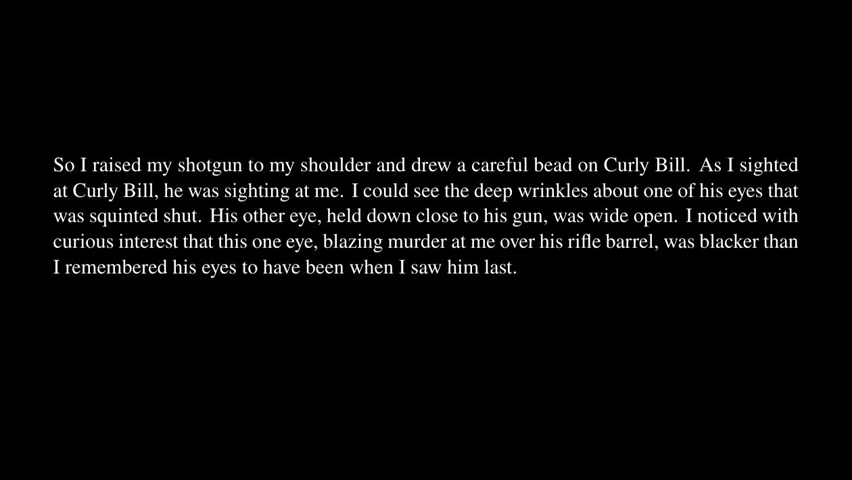 So I raised my shotgun to my shoulder and drew a careful bead on Curly Bill. As I sighted
at Curly Bill, he was sighting at me. I could see the deep wrinkles about one of his eyes that
was squinted shut. His other eye, held down close to his gun, was wide open. I noticed with
curious interest that this one eye, blazing murder at me over his rifle barrel, was blacker than
I remembered his eyes to have been when I saw him last.